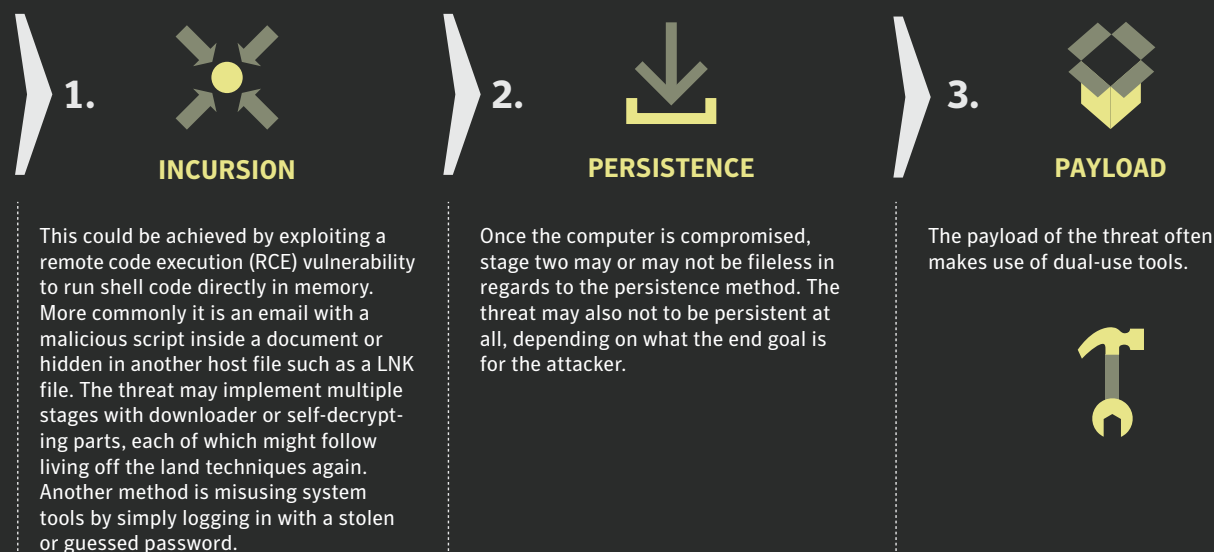 1.
INCURSION
This could be achieved by exploiting a
remote code execution (RCE) vulnerability
to run shell code directly in memory.
More commonly it is an email with a
malicious script inside a document or
hidden in another host file such as a LNK
file. The threat may implement multiple
stages with downloader or self-decrypt-
ing parts, each of which might follow
living off the land techniques again.
Another method is misusing system
tools by simply logging in with a stolen
or guessed password.
2.
PERSISTENCE
Once the computer is compromised,
stage two may or may not be fileless in
regards to the persistence method. The
threat may also not to be persistent at
all, depending on what the end goal is
for the attacker.
3.
PAYLOAD
The payload of the threat often
makes use of dual-use tools.